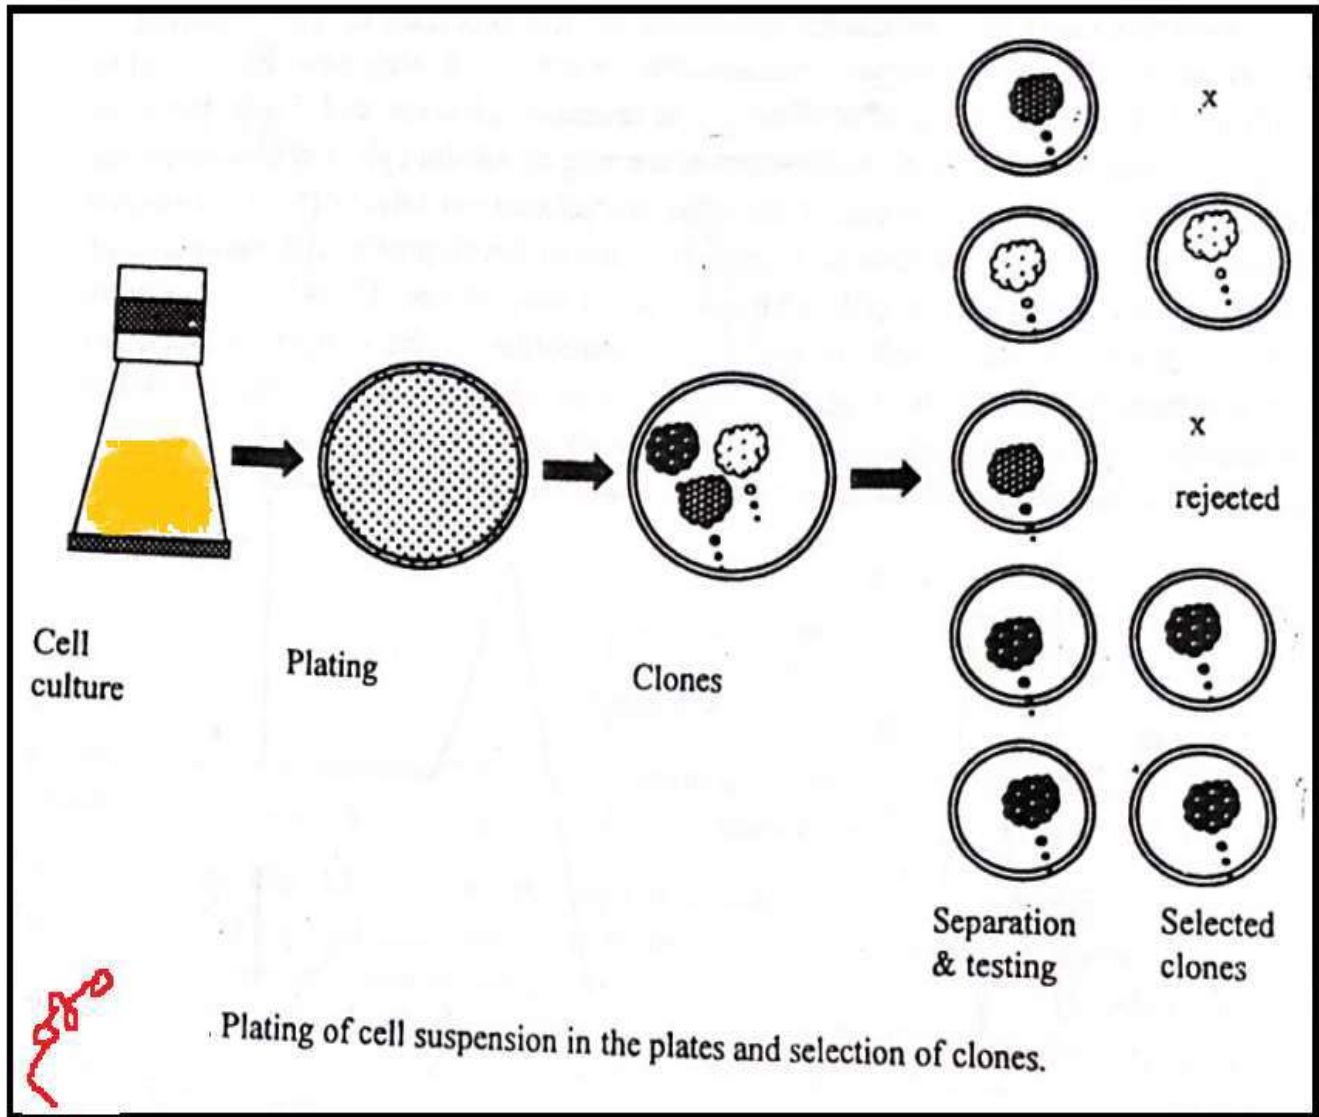 x
x
rejected
Cell
culture
Plating
Clones
Separation
& testing
Selected
clones
Plating of cell suspension in the plates and selection of clones.